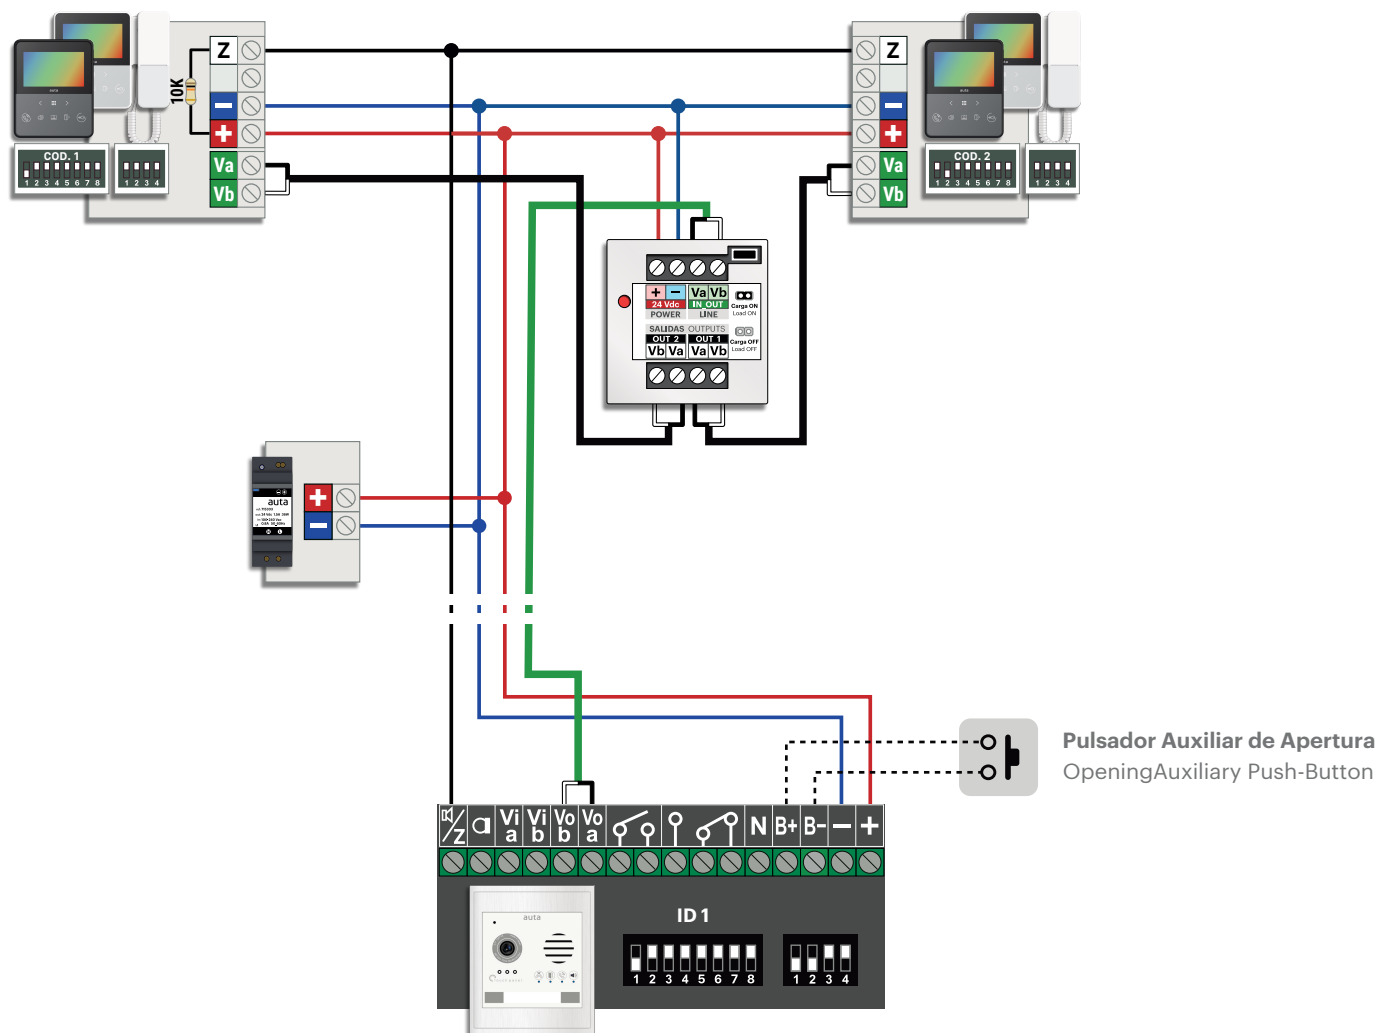 Z
10K
−
+
Va
Vb
COD. 1
1 2 3 4 5 6 7 8
1 2 3 4
Z
−
+
Va
Vb
COD. 2
1 2 3 4 5 6 7 8
1 2 3 4
+ − Va Vb
24 Vdc IN OUT
POWER LINE
Carga ON
Load ON
SALIDAS OUTPUTS
OUT 2 OUT 1
Vb Va Va Vb
Carga OFF
Load OFF
auta
+
−
Pulsador Auxiliar de Apertura
OpeningAuxiliary Push-Button
/Z Vi a Vi b Vo b Vo a N B+ B− − +
auta
ID 1
1 2 3 4 5 6 7 8
1 2 3 4